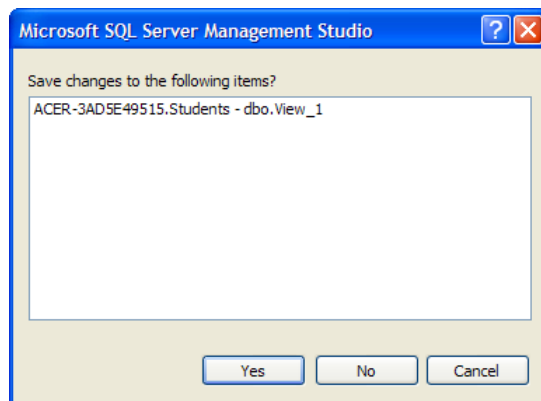 Microsoft SQL Server Management Studio
Save changes to the following items?
ACER-3AD5E49515.Students - dbo.View_1
Yes No Cancel